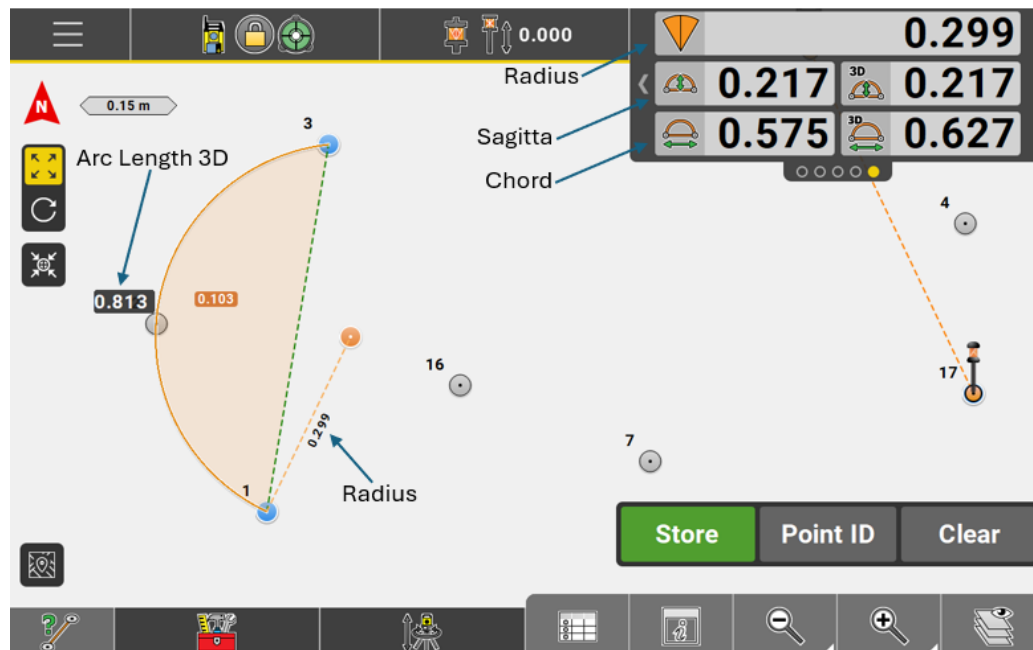 0.000
0.299
Radius
0.217
3D
0.217
Sagitta
0.575
3D
0.627
Chord
N
0.15 m
3
Arc Length 3D
4
0.813
0.103
16
17
0.299
7
1
Radius
Store
Point ID
Clear
?
i